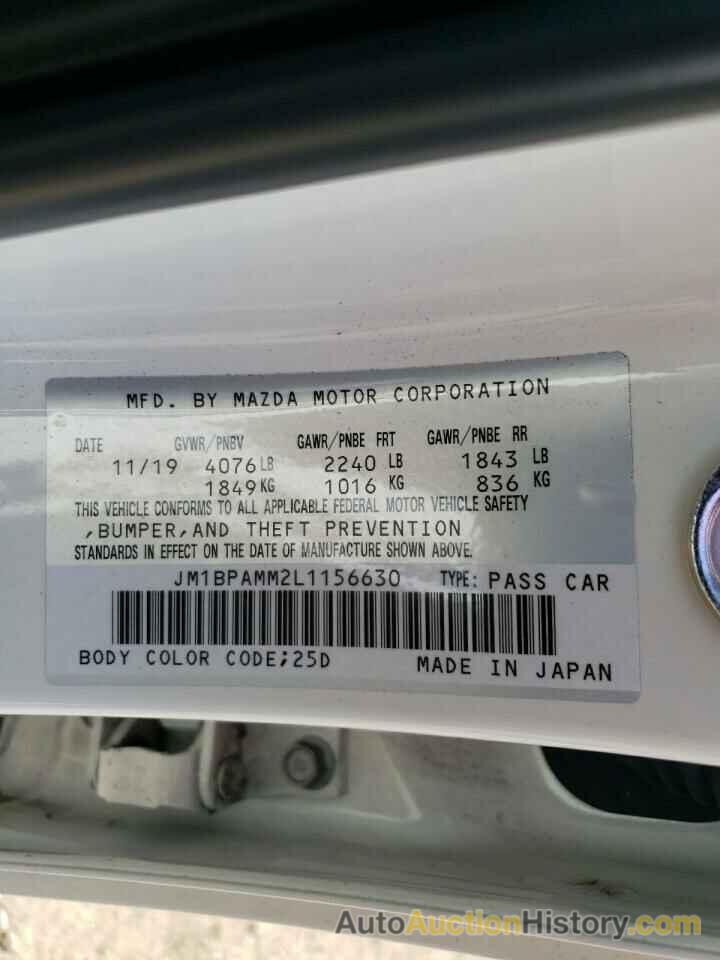 MFD. BY MAZDA MOTOR CORPORATION
DATE GVWR/PNBV GAWR/PNBE FRT GAWR/PNBE RR
11/19 4076 LB 2240 LB 1843 LB
1849 KG 1016 KG 836 KG
THIS VEHICLE CONFORMS TO ALL APPLICABLE FEDERAL MOTOR VEHICLE SAFETY
,BUMPER,AND THEFT PREVENTION
STANDARDS IN EFFECT ON THE DATE OF MANUFACTURE SHOWN ABOVE.
JM1BPAMM2L1156630 TYPE: PASS CAR
BODY COLOR CODE;25D MADE IN JAPAN
AutoAuctionHistory.com